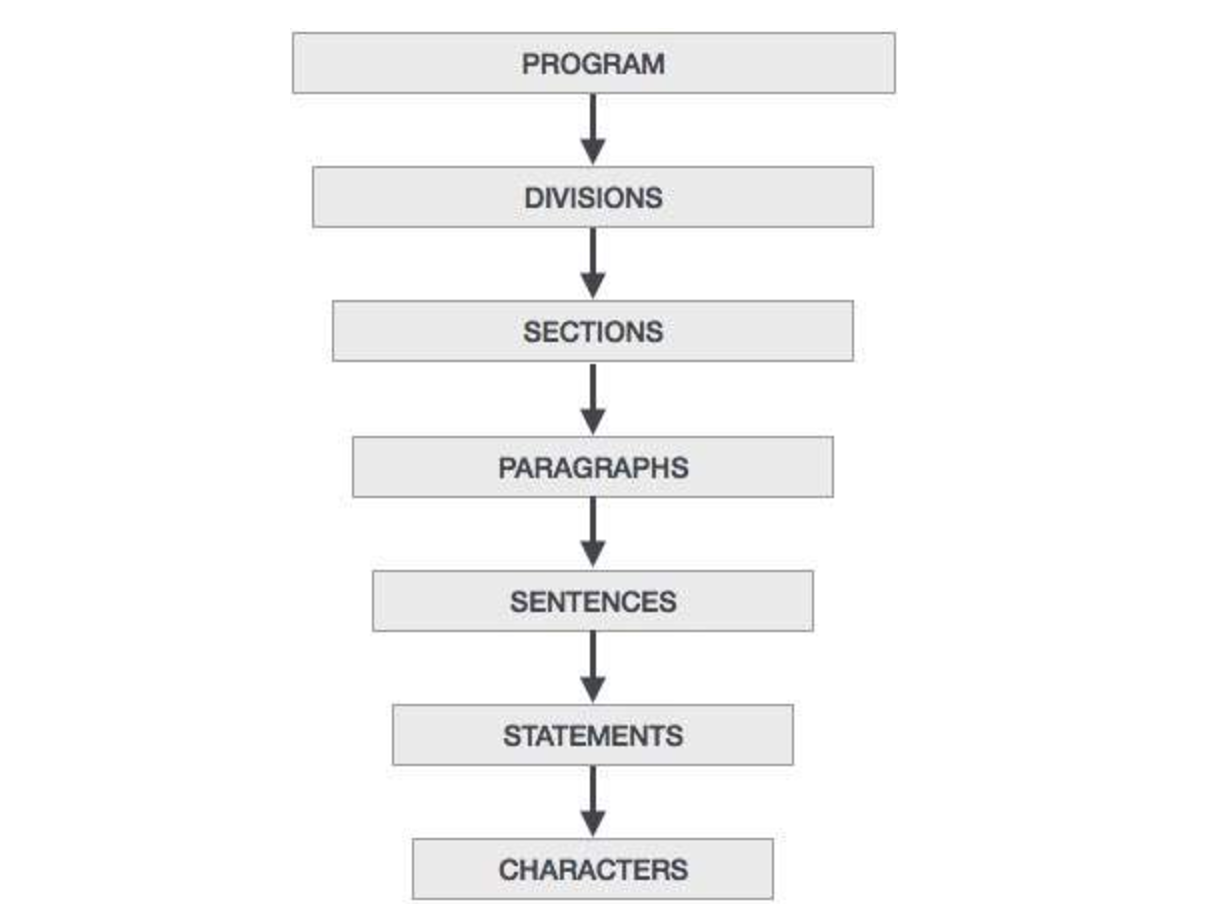 PROGRAM
DIVISIONS
SECTIONS
PARAGRAPHS
SENTENCES
STATEMENTS
CHARACTERS